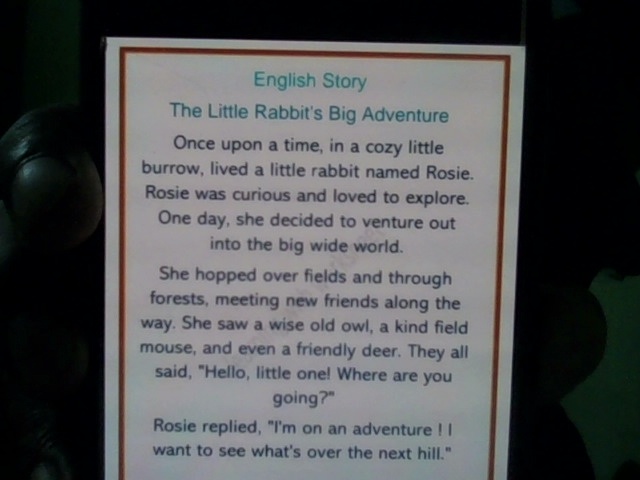 English Story
The Little Rabbit's Big Adventure
Once upon a time, in a cozy little
burrow, lived a little rabbit named Rosie.
Rosie was curious and loved to explore.
One day, she decided to venture out
into the big wide world.
She hopped over fields and through
forests, meeting new friends along the
way. She saw a wise old owl, a kind field
mouse, and even a friendly deer. They all
said, "Hello, little one! Where are you
going?"
Rosie replied, "I'm on an adventure ! I
want to see what's over the next hill."